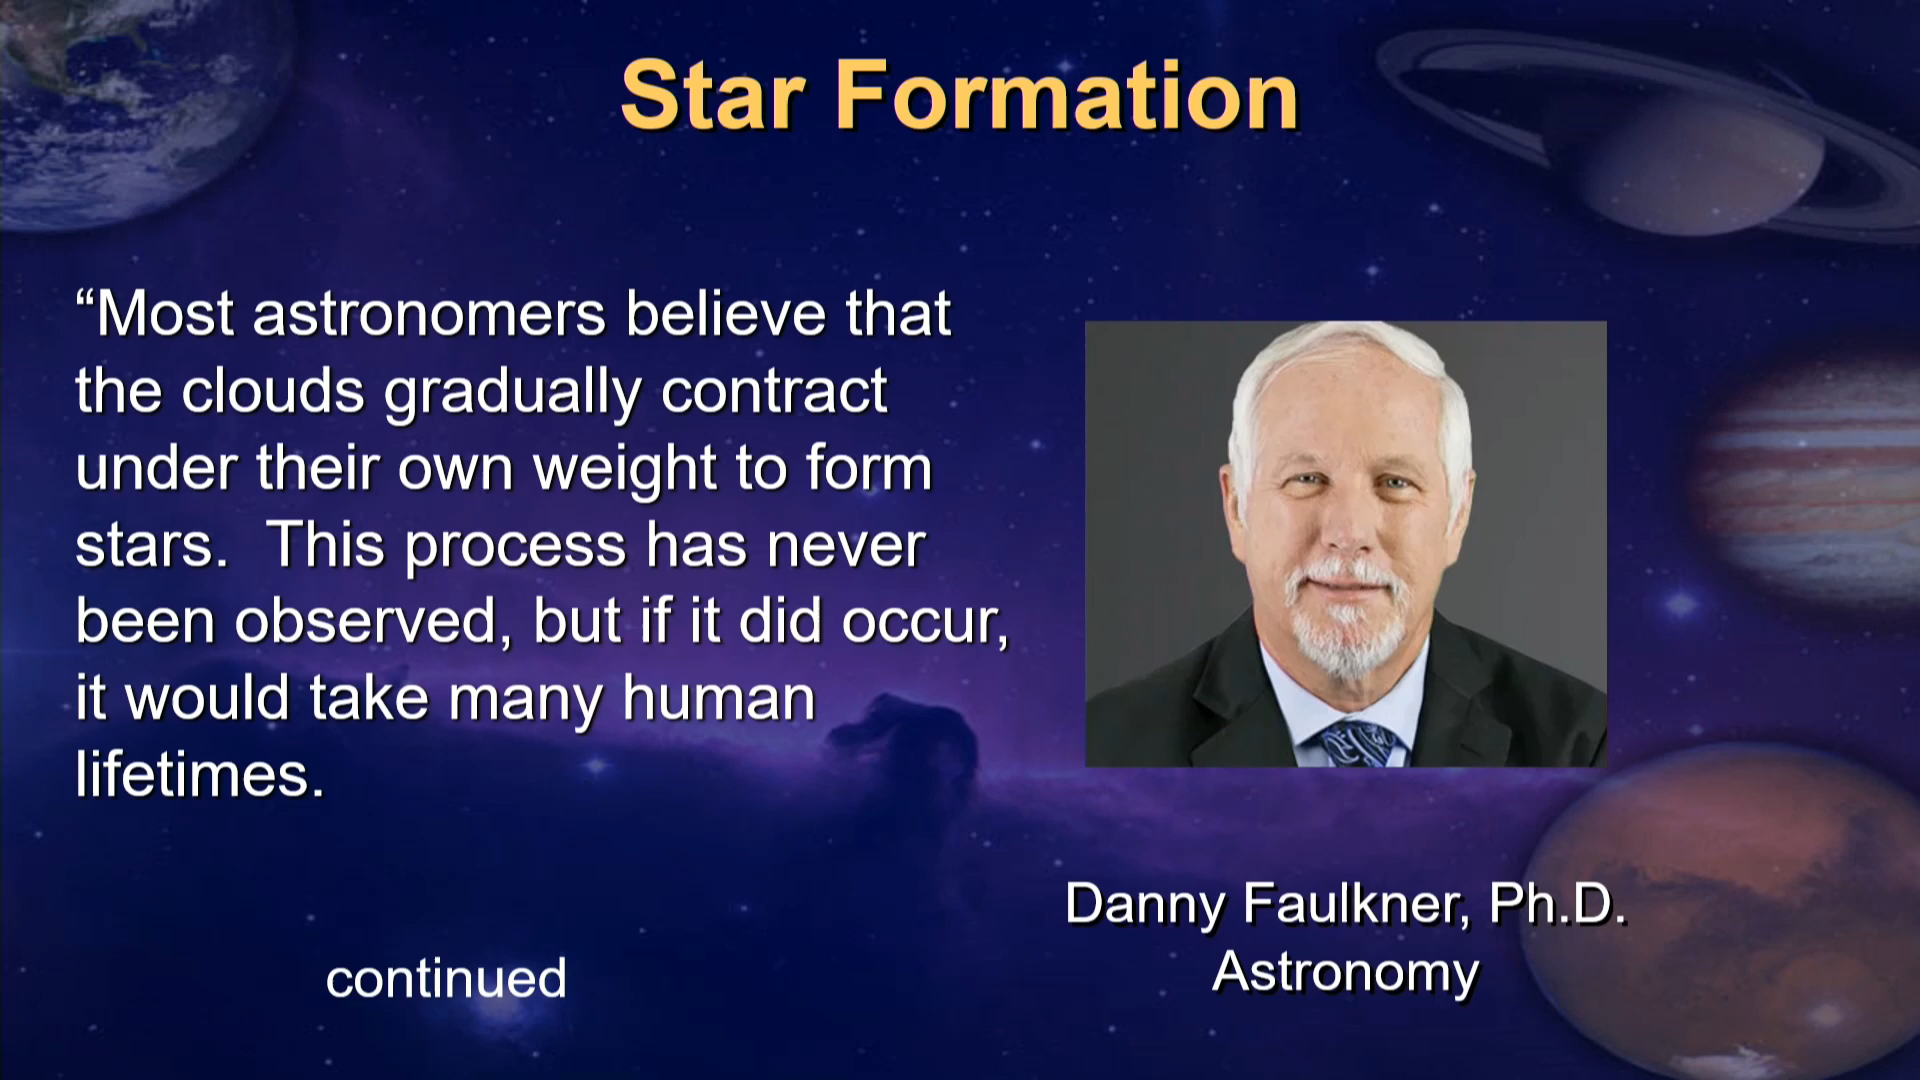 Star Formation
“Most astronomers believe that
the clouds gradually contract
under their own weight to form
stars.  This process has never
been observed, but if it did occur,
it would take many human
lifetimes.
continued
Danny Faulkner, Ph.D.
Astronomy